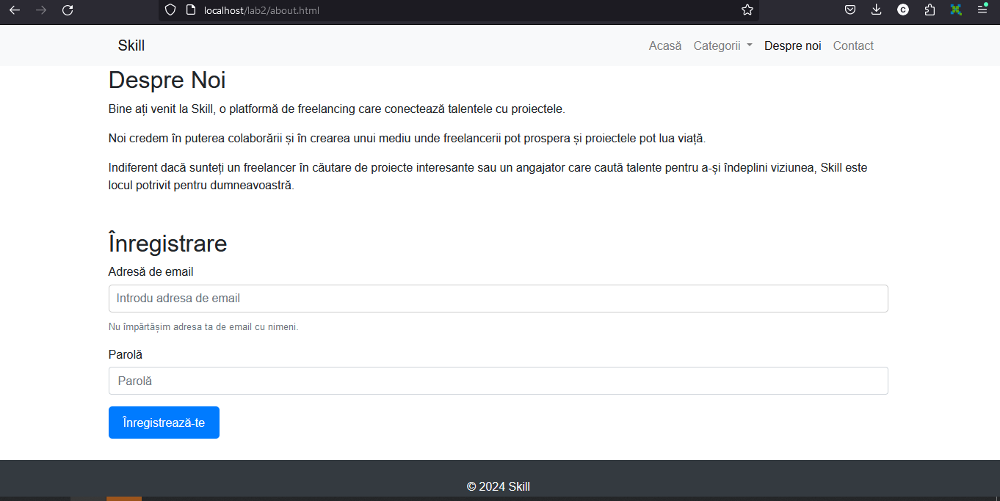 localhost/lab2/about.html
Skill
Acasă Categorii Despre noi Contact
Despre Noi
Bine ați venit la Skill, o platformă de freelancing care conectează talentele cu proiectele.
Noi credem în puterea colaborării și în crearea unui mediu unde freelancerii pot prospera și proiectele pot lua viață.
Indiferent dacă sunteți un freelancer în căutare de proiecte interesante sau un angajator care caută talente pentru a-și îndeplini viziunea, Skill este
locul potrivit pentru dumneavoastră.
Înregistrare
Adresă de email
Introdu adresa de email
Nu împărtășim adresa ta de email cu nimeni.
Parolă
Parolă
Înregistrează-te
© 2024 Skill